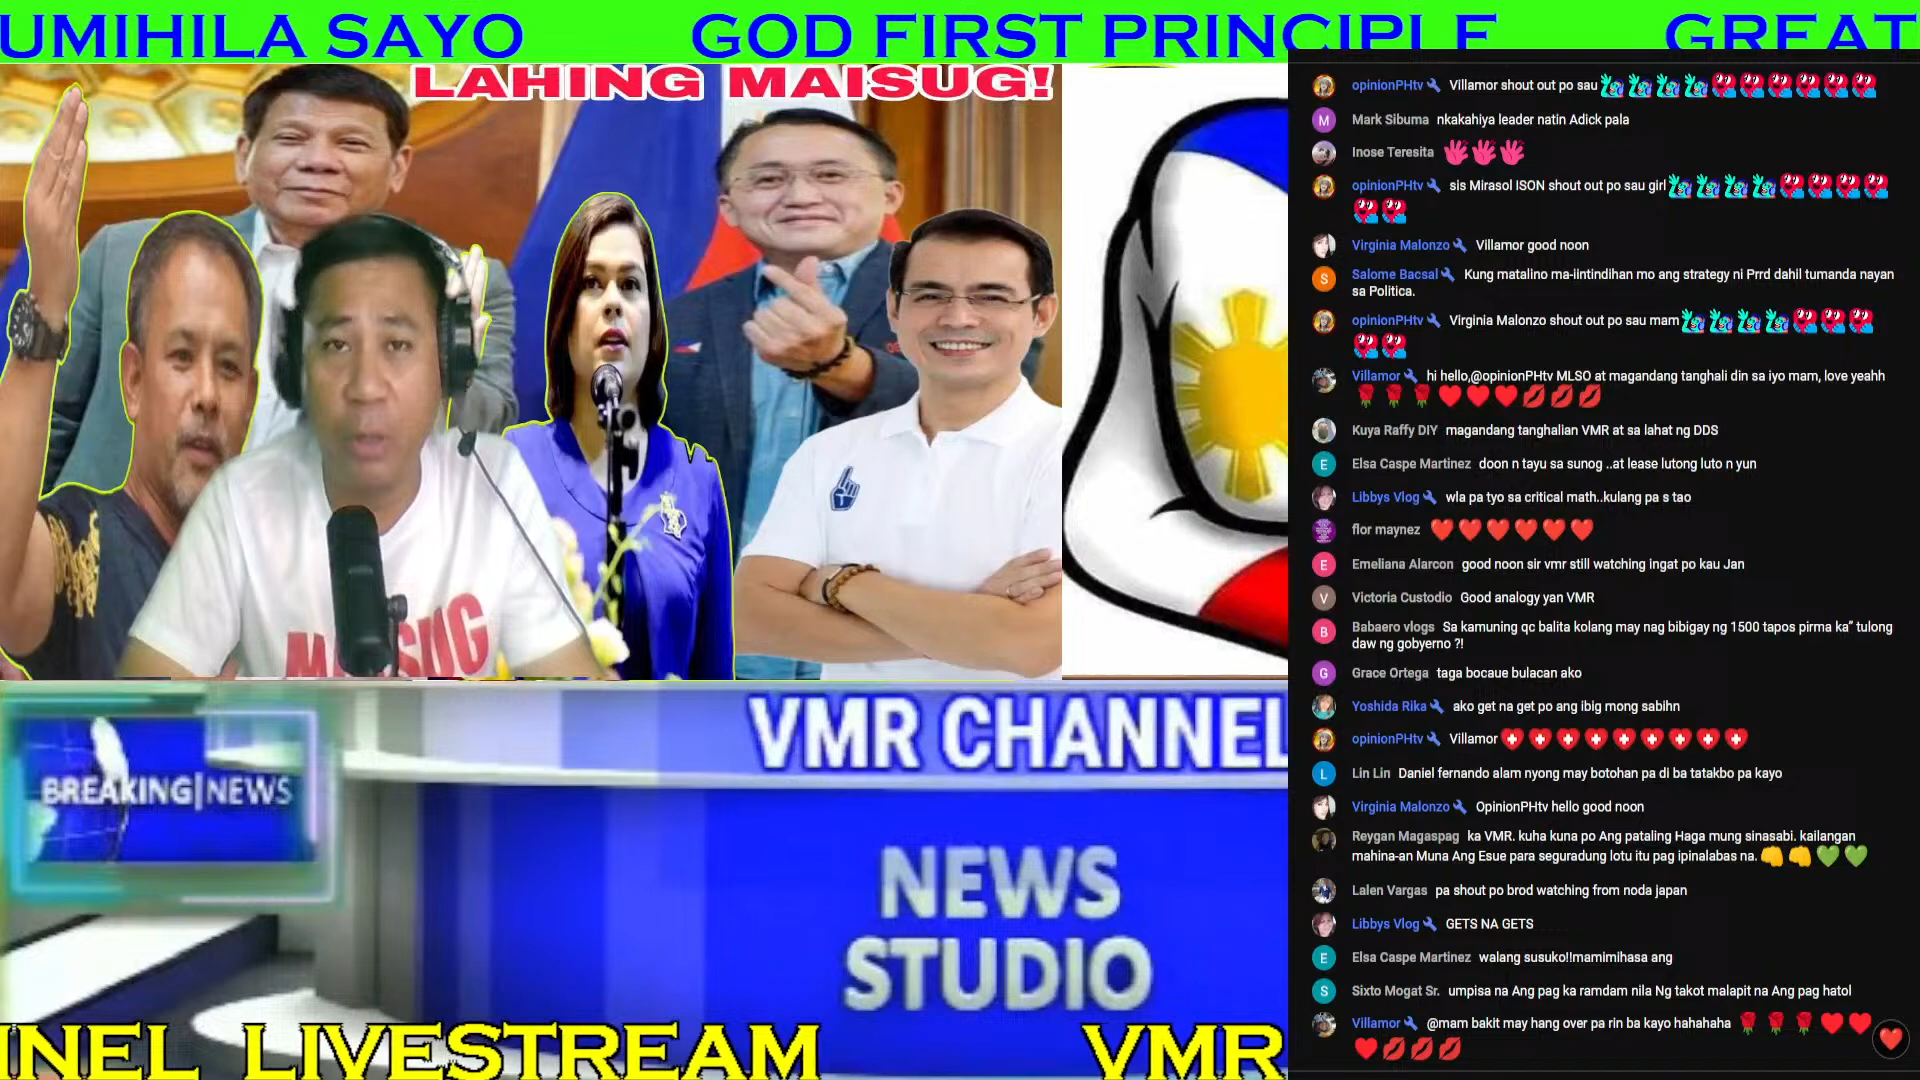 UMIHILA SAYO GOD FIRST PRINCIPLE GREAT
LAHING MAISUG!
MAISUG
VMR CHANNEL
BREAKING|NEWS
NEWS
STUDIO
INEL LIVESTREAM VMR
opinionPHtv Villamor shout out po sau
M Mark Sibuma nkakahiya leader natin Adick pala
Inose Teresita
opinionPHtv sis Mirasol ISON shout out po sau girl
Virginia Malonzo Villamor good noon
S Salome Bacsal Kung matalino ma-iintindihan mo ang strategy ni Prrd dahil tumanda nayan
sa Politica.
opinionPHtv Virginia Malonzo shout out po sau mam
Villamor hi hello,@opinionPHtv MLSO at magandang tanghali din sa iyo mam, love yeahh
🌹🌹🌹❤️❤️❤️💋💋💋
Kuya Raffy DIY magandang tanghalian VMR at sa lahat ng DDS
E Elsa Caspe Martinez doon n tayu sa sunog ..at lease lutong luto n yun
Libbys Vlog wla pa tyo sa critical math..kulang pa s tao
flor maynez ❤️❤️❤️❤️❤️❤️
E Emeliana Alarcon good noon sir vmr still watching ingat po kau Jan
V Victoria Custodio Good analogy yan VMR
B Babaero vlogs Sa kamuning qc balita kolang may nag bibigay ng 1500 tapos pirma ka" tulong
daw ng gobyerno ?!
G Grace Ortega taga bocaue bulacan ako
Yoshida Rika ako get na get po ang ibig mong sabihn
opinionPHtv Villamor
L Lin Lin Daniel fernando alam nyong may botohan pa di ba tatakbo pa kayo
Virginia Malonzo OpinionPHtv hello good noon
Reygan Magaspag ka VMR. kuha kuna po Ang pataling Haga mung sinasabi. kailangan
mahina-an Muna Ang Esue para seguradung lotu itu pag ipinalabas na. 👊👊💚💚
Lalen Vargas pa shout po brod watching from noda japan
Libbys Vlog GETS NA GETS
E Elsa Caspe Martinez walang susuko!!mamimihasa ang
S Sixto Mogat Sr. umpisa na Ang pag ka ramdam nila Ng takot malapit na Ang pag hatol
Villamor @mam bakit may hang over pa rin ba kayo hahahaha 🌹🌹🌹❤️❤️
❤️💋💋💋